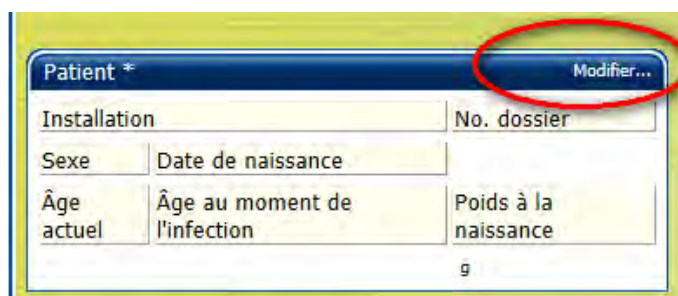 Patient * Modifier...
Installation No. dossier
Sexe Date de naissance
Âge actuel Âge au moment de l'infection Poids à la naissance
g